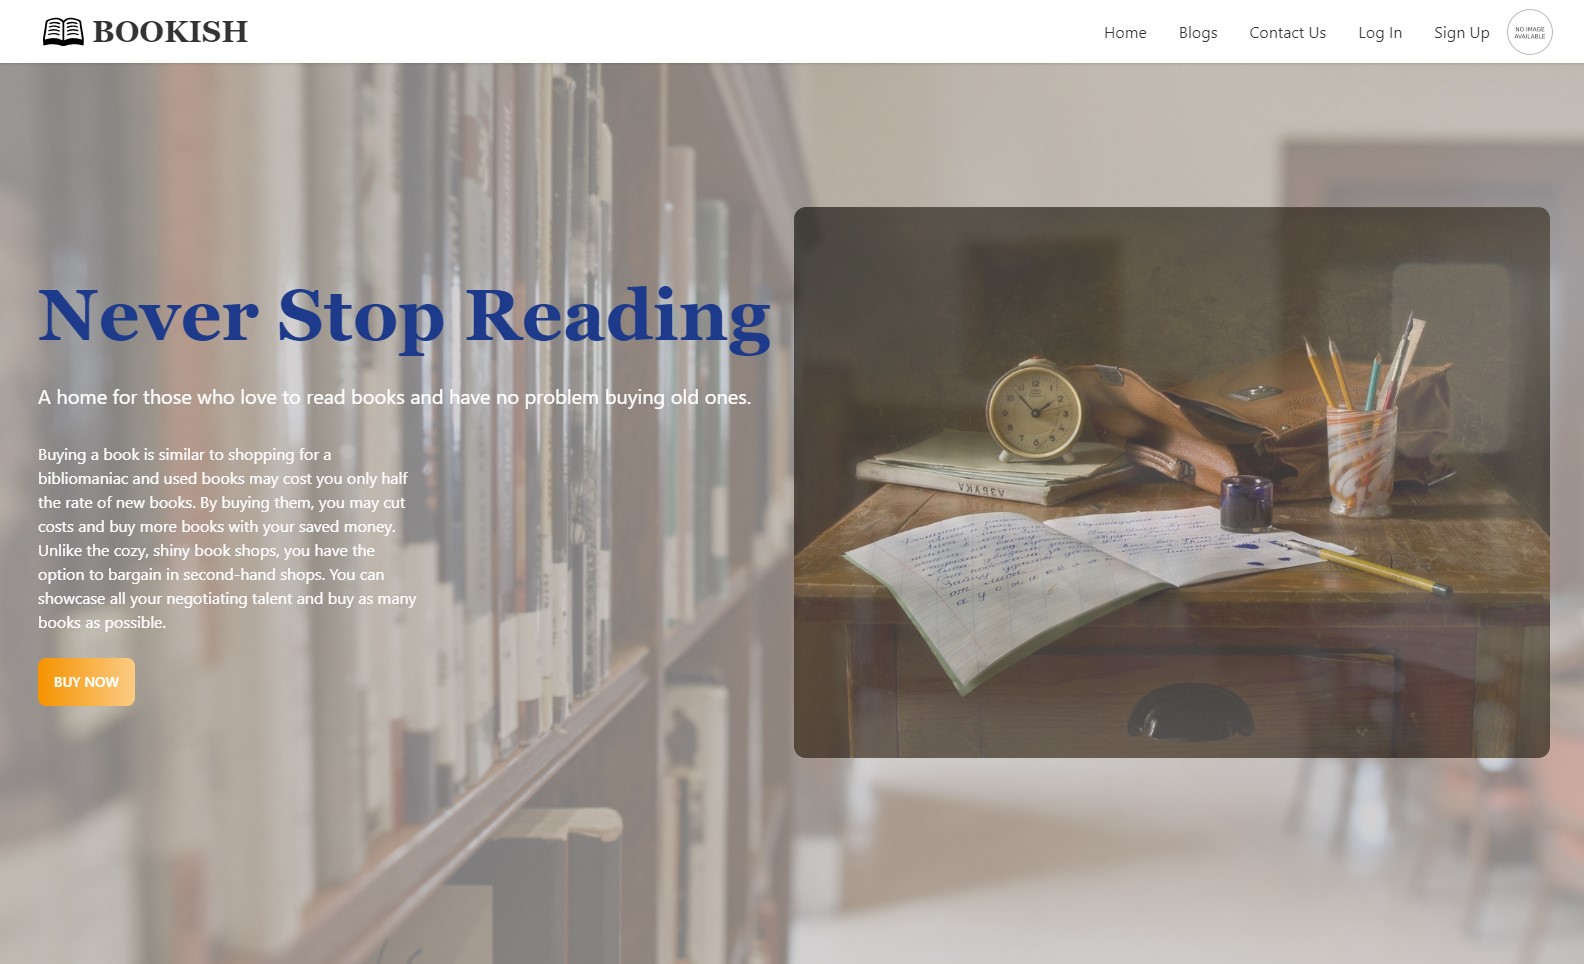 BOOKISH
Home Blogs Contact Us Log In Sign Up
NO IMAGE
AVAILABLE
Never Stop Reading
A home for those who love to read books and have no problem buying old ones.
Buying a book is similar to shopping for a
bibliomaniac and used books may cost you only half
the rate of new books. By buying them, you may cut
costs and buy more books with your saved money.
Unlike the cozy, shiny book shops, you have the
option to bargain in second-hand shops. You can
showcase all your negotiating talent and buy as many
books as possible.
BUY NOW
АЗБУКА